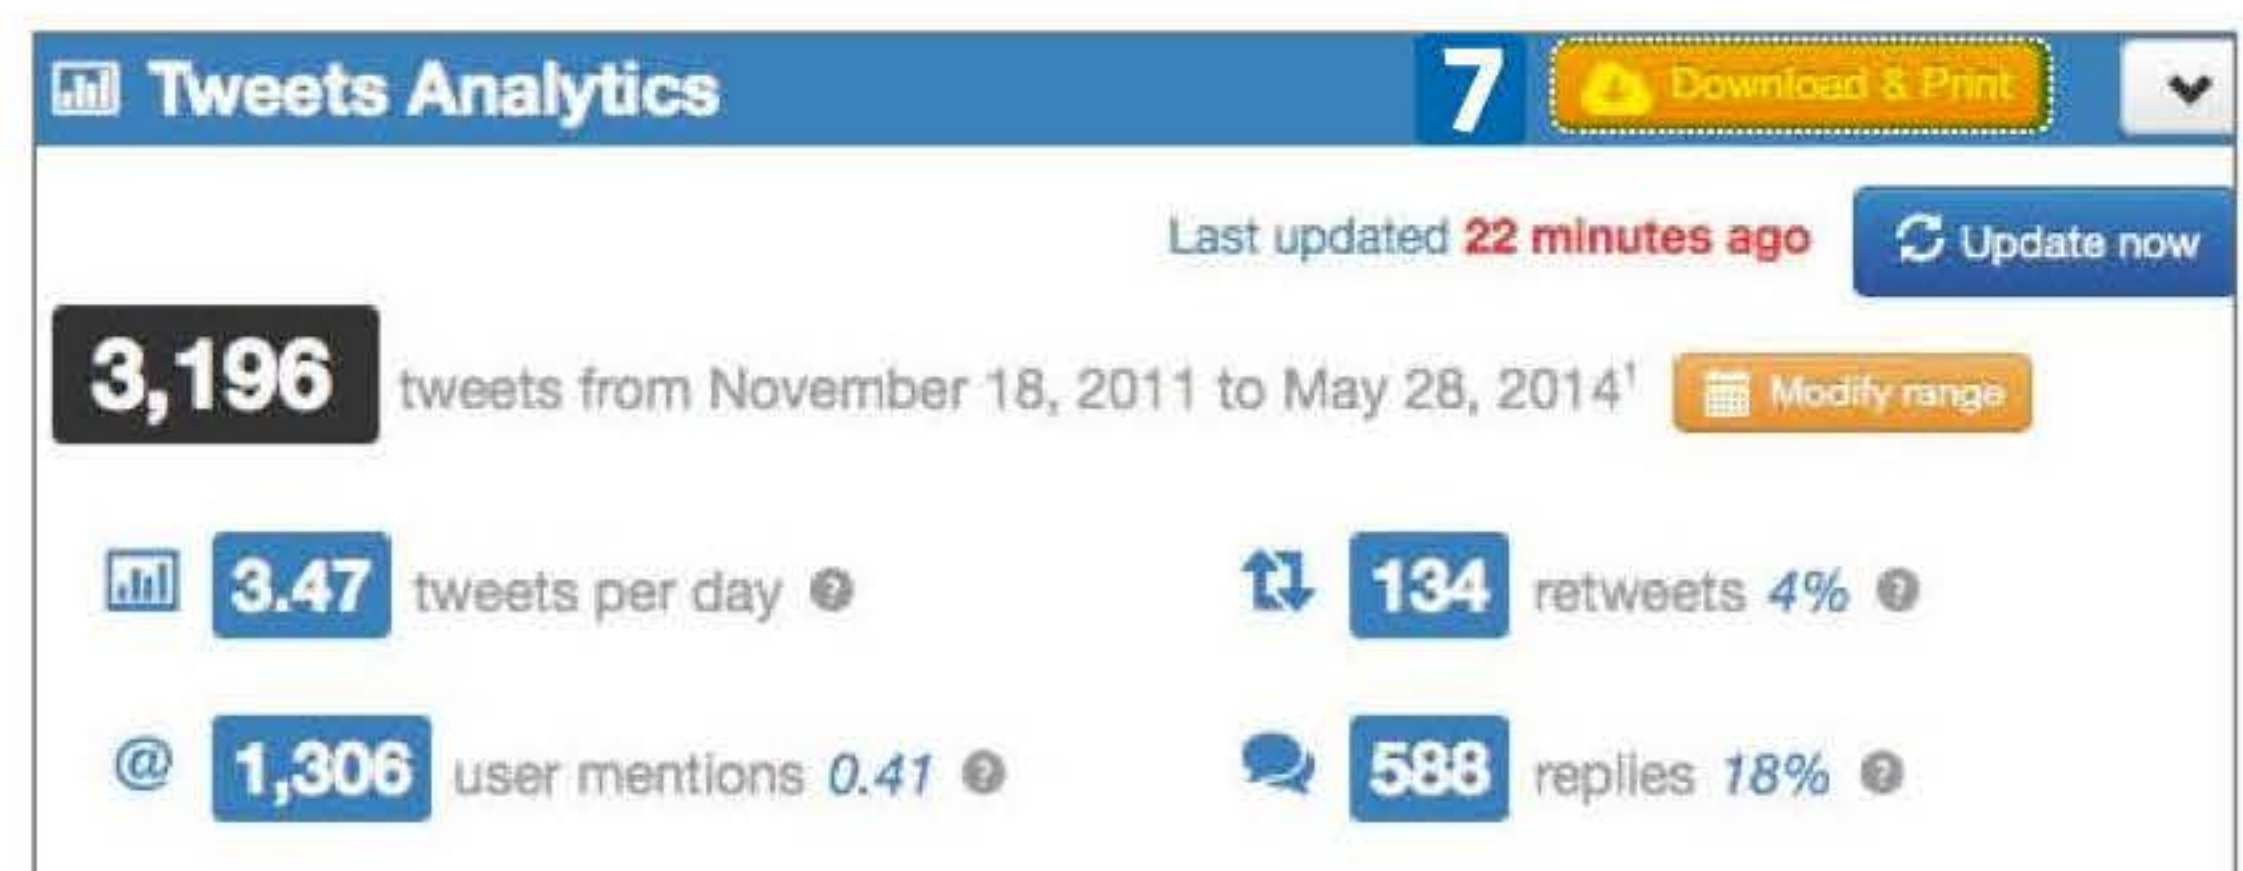 Tweets Analytics 7 Download & Print
Last updated 22 minutes ago Update now
3,196 tweets from November 18, 2011 to May 28, 2014¹ Modify range
3.47 tweets per day ? 134 retweets 4% ?
@ 1,306 user mentions 0.41 ? 588 replies 18% ?